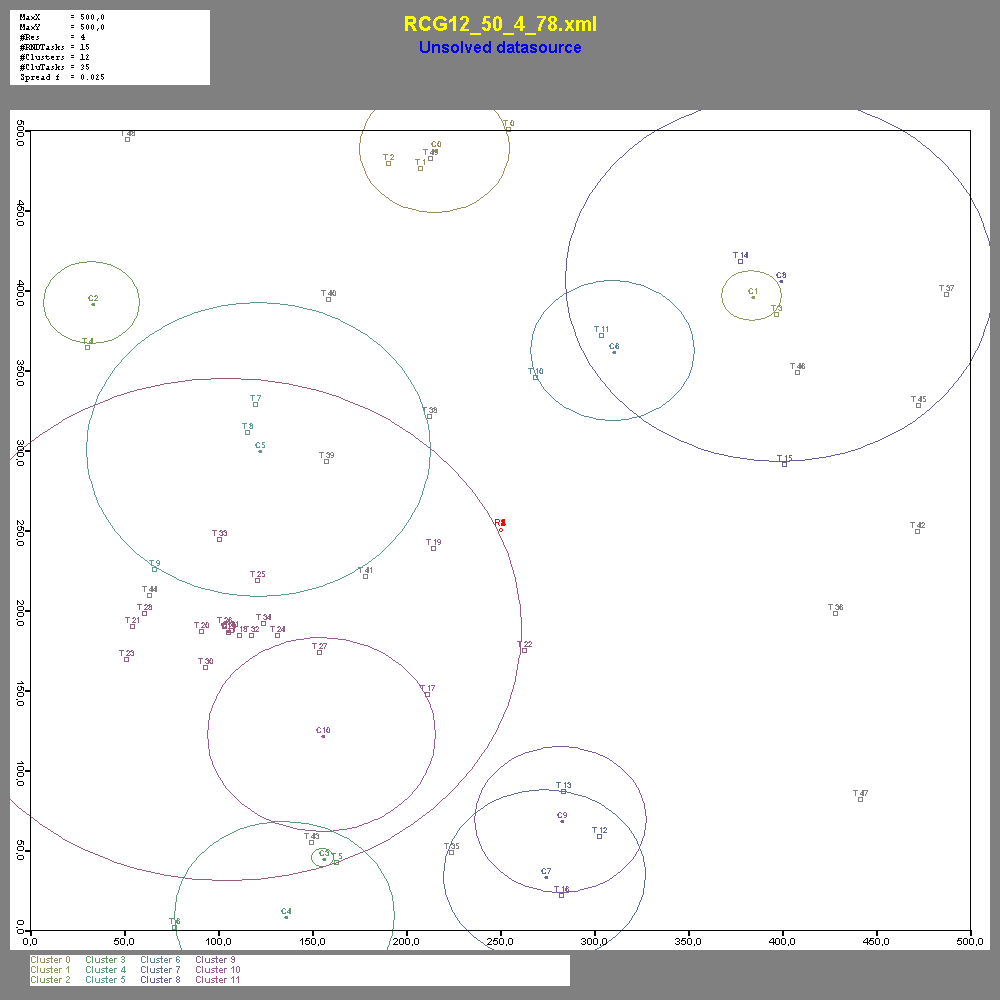 MaxX = 500,0
MaxY = 500,0
#Res = 4
#RNDTasks = 15
#Clusters = 12
#CluTasks = 35
Spread f = 0.025
RCG12_50_4_78.xml
Unsolved datasource
T 48
T 0
C0
T 49
T 2
T 1
T 14
C8
C2
C1
T 40
T 37
T 3
T 11
C6
T 4
T 10
T 46
T 7
T 38
T 45
T 8
C5
T 39
T 15
R3
T 42
T 33
T 19
T 9
T 25
T 41
T 44
T 28
T 36
T 21
T 20
T 18
T 32
T 34
T 24
T 23
T 30
T 27
T 22
T 17
C10
T 13
T 47
C9
T 12
T 43
C3
T 5
T 35
C7
T 16
C4
T 6
500,0
450,0
400,0
350,0
300,0
250,0
200,0
150,0
100,0
50,0
0,0
0,0 50,0 100,0 150,0 200,0 250,0 300,0 350,0 400,0 450,0 500,0
Cluster 0 Cluster 3 Cluster 6 Cluster 9
Cluster 1 Cluster 4 Cluster 7 Cluster 10
Cluster 2 Cluster 5 Cluster 8 Cluster 11